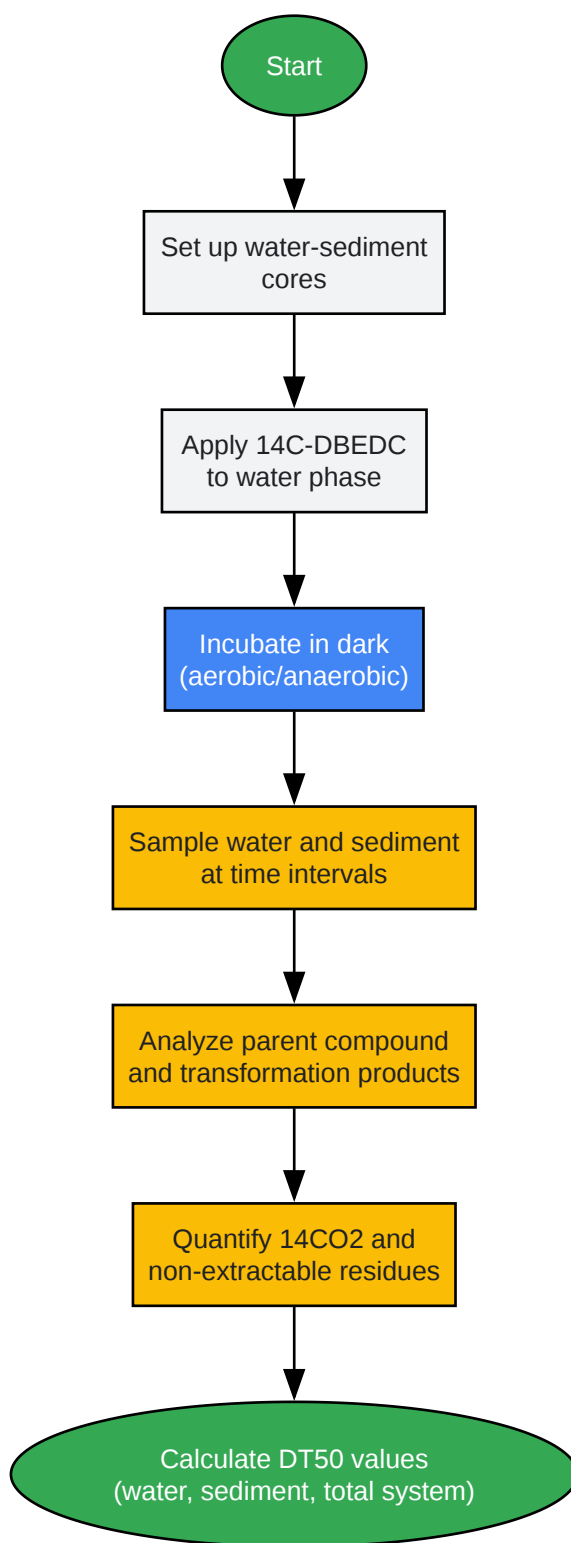 Start
Set up water-sediment
cores
Apply 14C-DBEDC
to water phase
Incubate in dark
(aerobic/anaerobic)
Sample water and sediment
at time intervals
Analyze parent compound
and transformation products
Quantify 14CO2 and
non-extractable residues
Calculate DT50 values
(water, sediment, total system)